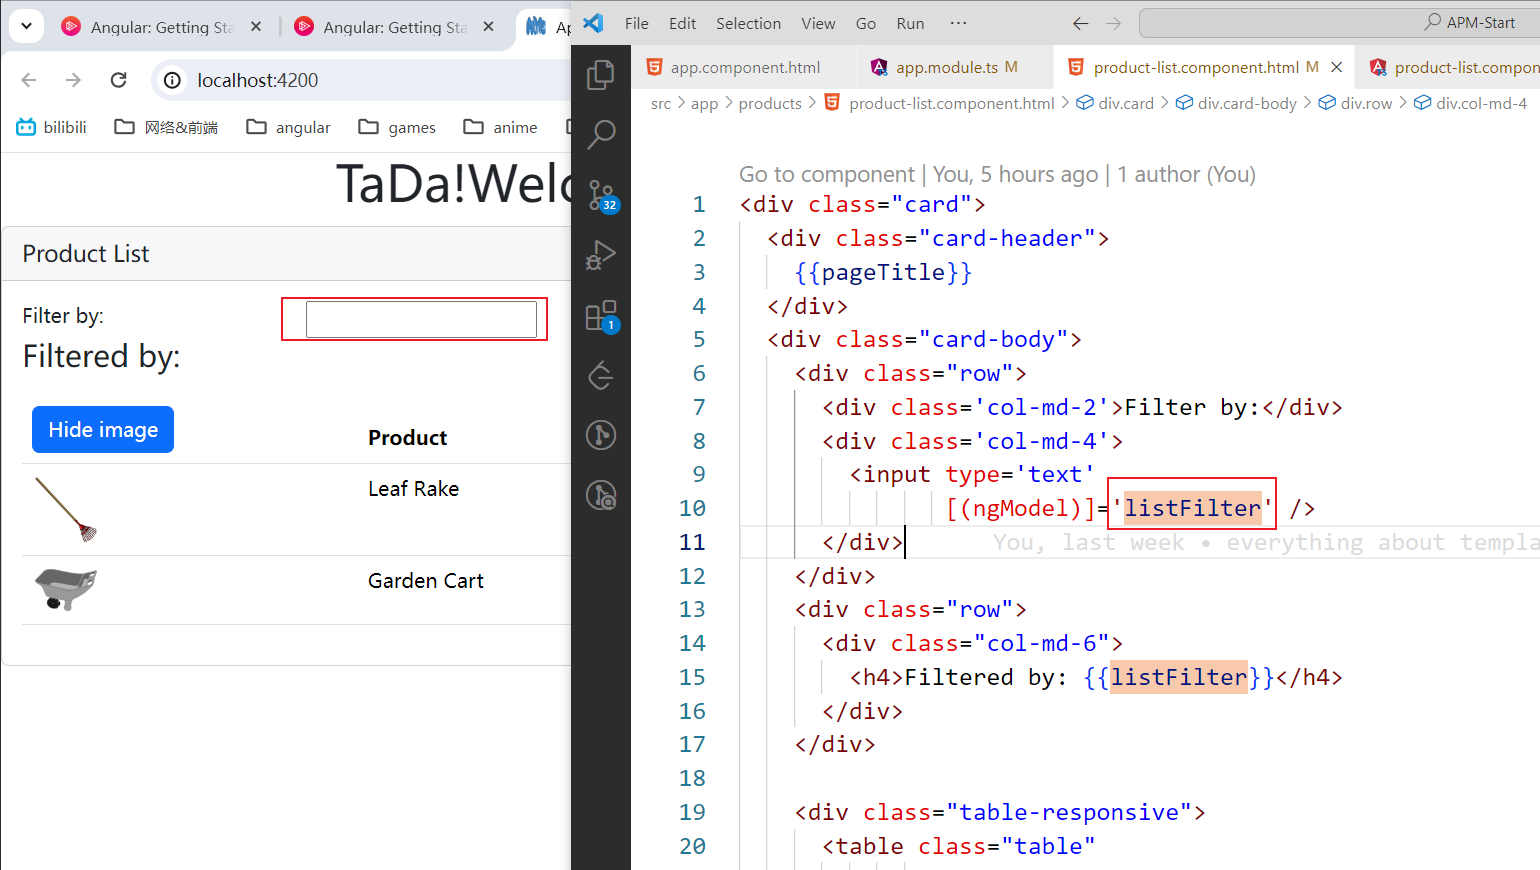 Angular: Getting Sta
Angular: Getting Sta
Ap
localhost:4200
bilibili
网络&前端
angular
games
anime
TaDa!Welc
Product List
Filter by:
Filtered by:
Hide image
Product
Leaf Rake
Garden Cart
File Edit Selection View Go Run ···
APM-Start
32
1
app.component.html
app.module.ts M
product-list.component.html M
product-list.compon
src > app > products > product-list.component.html > div.card > div.card-body > div.row > div.col-md-4
Go to component | You, 5 hours ago | 1 author (You)
1 <div class="card">
2 <div class="card-header">
3 {{pageTitle}}
4 </div>
5 <div class="card-body">
6 <div class="row">
7 <div class='col-md-2'>Filter by:</div>
8 <div class='col-md-4'>
9 <input type='text'
10 [(ngModel)]='listFilter' />
11 </div> You, last week • everything about templa
12 </div>
13 <div class="row">
14 <div class="col-md-6">
15 <h4>Filtered by: {{listFilter}}</h4>
16 </div>
17 </div>
18
19 <div class="table-responsive">
20 <table class="table"